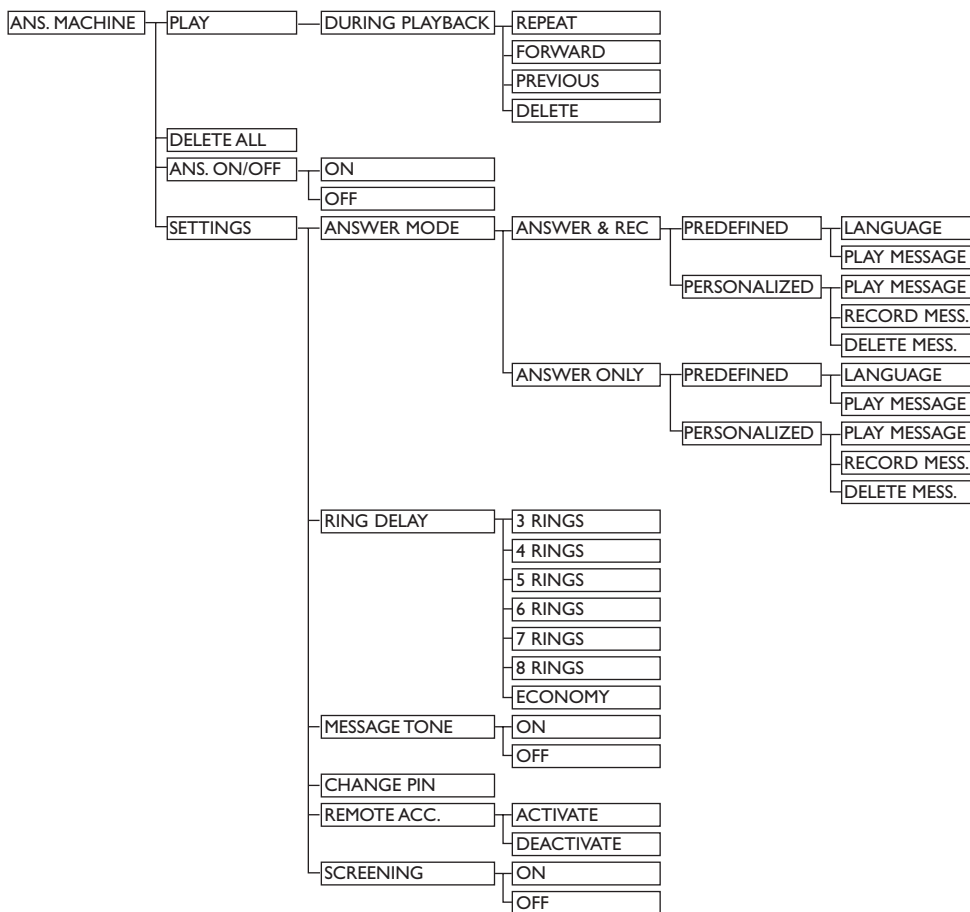 ANS. MACHINE PLAY DURING PLAYBACK REPEAT
FORWARD
PREVIOUS
DELETE
DELETE ALL
ANS. ON/OFF ON
OFF
SETTINGS ANSWER MODE ANSWER & REC PREDEFINED LANGUAGE
PLAY MESSAGE
PERSONALIZED PLAY MESSAGE
RECORD MESS.
DELETE MESS.
ANSWER ONLY PREDEFINED LANGUAGE
PLAY MESSAGE
PERSONALIZED PLAY MESSAGE
RECORD MESS.
DELETE MESS.
RING DELAY 3 RINGS
4 RINGS
5 RINGS
6 RINGS
7 RINGS
8 RINGS
ECONOMY
MESSAGE TONE ON
OFF
CHANGE PIN
REMOTE ACC. ACTIVATE
DEACTIVATE
SCREENING ON
OFF